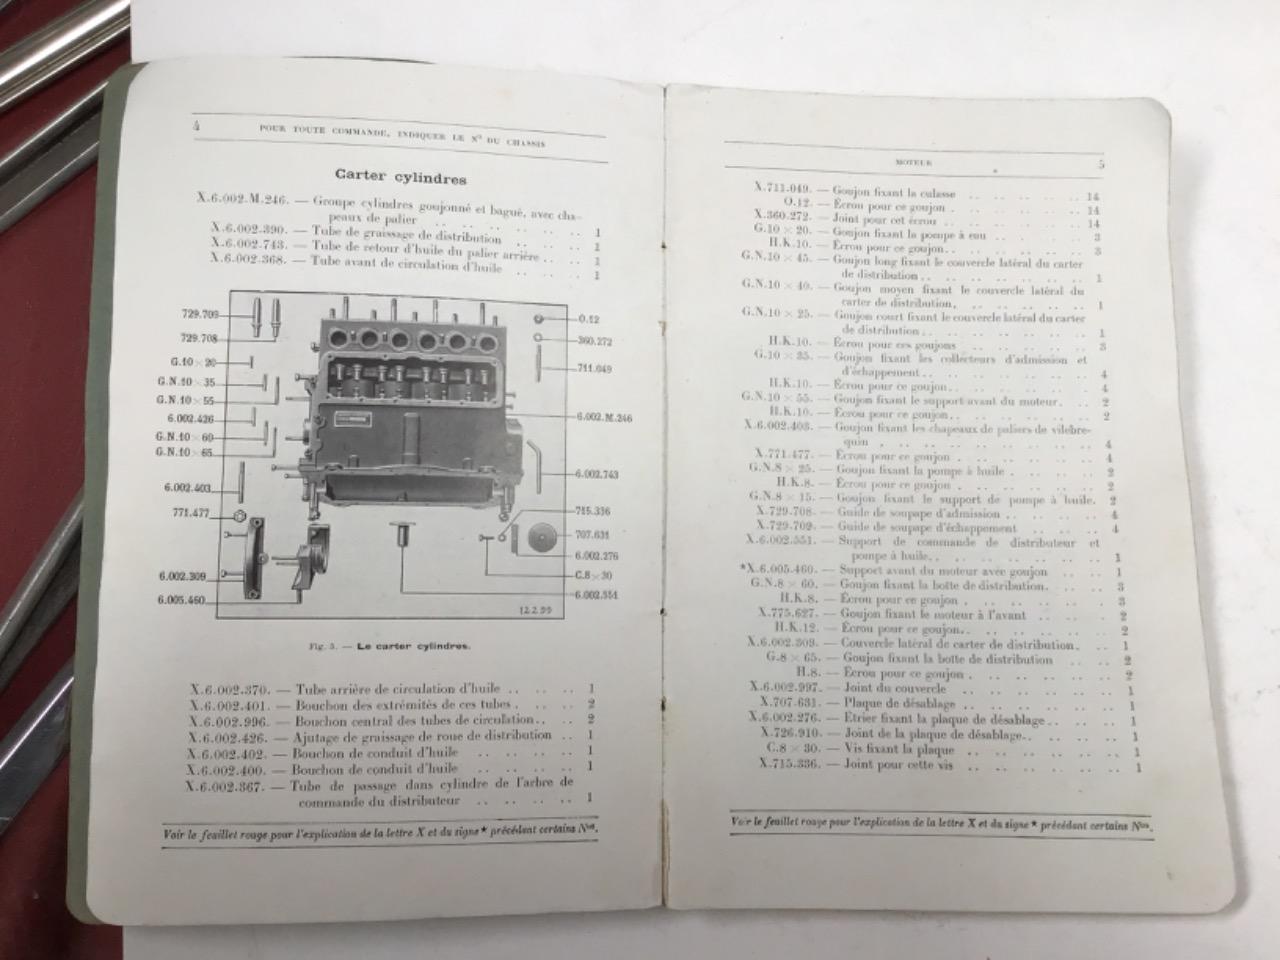 4
POUR TOUTE COMMANDE, INDIQUER LE Nº DU CHASSIS
Carter cylindres
X.6.002.M.246. — Groupe cylindres goujonné et bagué, avec cha-
peaux de palier .. .. .. .. .. .. 1
X.6.002.390. — Tube de graissage de distribution .. .. .. 1
X.6.002.743. — Tube de retour d'huile du palier arrière .. .. 1
X.6.002.368. — Tube avant de circulation d'huile .. .. .. 1
729.709
729.708
G.10 × 20
G.N.10 × 35
G.N.10 × 55
6.002.426
G.N.10 × 60
G.N.10 × 65
6.002.403
771.477
6.002.309
6.005.460
O.12
360.272
711.049
6.002.M.246
6.002.743
715.336
707.631
6.002.276
C.8 × 30
6.002.551
12299
Fig. 3. — Le carter cylindres.
X.6.002.370. — Tube arrière de circulation d'huile .. .. .. 1
X.6.002.401. — Bouchon des extrémités de ces tubes . .. .. 2
X.6.002.996. — Bouchon central des tubes de circulation.. .. 2
X.6.002.426. — Ajutage de graissage de roue de distribution .. 1
X.6.002.402. — Bouchon de conduit d'huile .. .. .. .. 1
X.6.002.400. — Bouchon de conduit d'huile .. .. .. .. 1
X.6.002.367. — Tube de passage dans cylindre de l'arbre de
commande du distributeur .. .. .. .. 1
Voir le feuillet rouge pour l'explication de la lettre X et du signe * précédant certains Nos.
MOTEUR
5
X.711.049. — Goujon fixant la culasse .. .. .. .. .. 14
O.12. — Écrou pour ce goujon . .. .. .. .. .. 14
X.360.272. — Joint pour cet écrou .. .. .. .. .. .. 14
G.10 × 20. — Goujon fixant la pompe à eau .. .. .. .. 3
H.K.10. — Écrou pour ce goujon.. .. .. .. .. .. 3
G.N.10 × 45. — Goujon long fixant le couvercle latéral du carter
de distribution .. .. .. .. .. .. 1
G.N.10 × 40. — Goujon moyen fixant le couvercle latéral du
carter de distribution. .. .. .. .. .. 1
G.N.10 × 25. — Goujon court fixant le couvercle latéral du carter
de distribution .. .. .. .. .. .. 1
H.K.10. — Écrou pour ces goujons .. .. .. .. .. 3
G.10 × 35. — Goujon fixant les collecteurs d'admission et
d'échappement .. .. .. .. .. .. 4
H.K.10. — Écrou pour ce goujon.. .. .. .. .. .. 4
G.N.10 × 55. — Goujon fixant le support avant du moteur. .. .. 2
H.K.10. — Écrou pour ce goujon.. .. .. .. .. .. 2
X.6.002.403. — Goujon fixant les chapeaux de paliers de vilebre-
quin . .. .. .. .. .. .. .. 4
X.771.477. — Écrou pour ce goujon . .. .. .. .. .. 4
G.N.8 × 25. — Goujon fixant la pompe à huile . .. .. .. 2
H.K.8. — Écrou pour ce goujon . .. .. .. .. .. 2
G.N.8 × 15. — Goujon fixant le support de pompe à huile. 2
X.729.708. — Guide de soupape d'admission .. .. .. .. 4
X.729.709. — Guide de soupape d'échappement .. .. .. 4
X.6.002.551. — Support de commande de distributeur et
pompe à huile.. .. .. .. .. .. 1
*X.6.005.460. — Support avant du moteur avec goujon .. .. 1
G.N.8 × 60. — Goujon fixant la boîte de distribution. .. .. 3
H.K.8. — Écrou pour ce goujon . .. .. .. .. .. 3
X.775.627. — Goujon fixant le moteur à l'avant .. .. .. 2
H.K.12. — Écrou pour ce goujon.. .. .. .. .. .. 2
X.6.002.309. — Couvercle latéral de carter de distribution. .. 1
G.8 × 65. — Goujon fixant la boîte de distribution .. .. 2
H.8. — Écrou pour ce goujon . .. .. .. .. .. 2
X.6.002.997. — Joint du couvercle .. .. .. .. .. .. 1
X.707.631. — Plaque de désablage .. .. .. .. .. .. 1
X.6.002.276. — Étrier fixant la plaque de désablage.. .. .. 1
X.726.910. — Joint de la plaque de désablage.. .. .. .. 1
C.8 × 30. — Vis fixant la plaque .. .. .. .. .. .. 1
X.715.336. — Joint pour cette vis .. .. .. .. .. .. 1
Voir le feuillet rouge pour l'explication de la lettre X et du signe * précédant certains Nos.